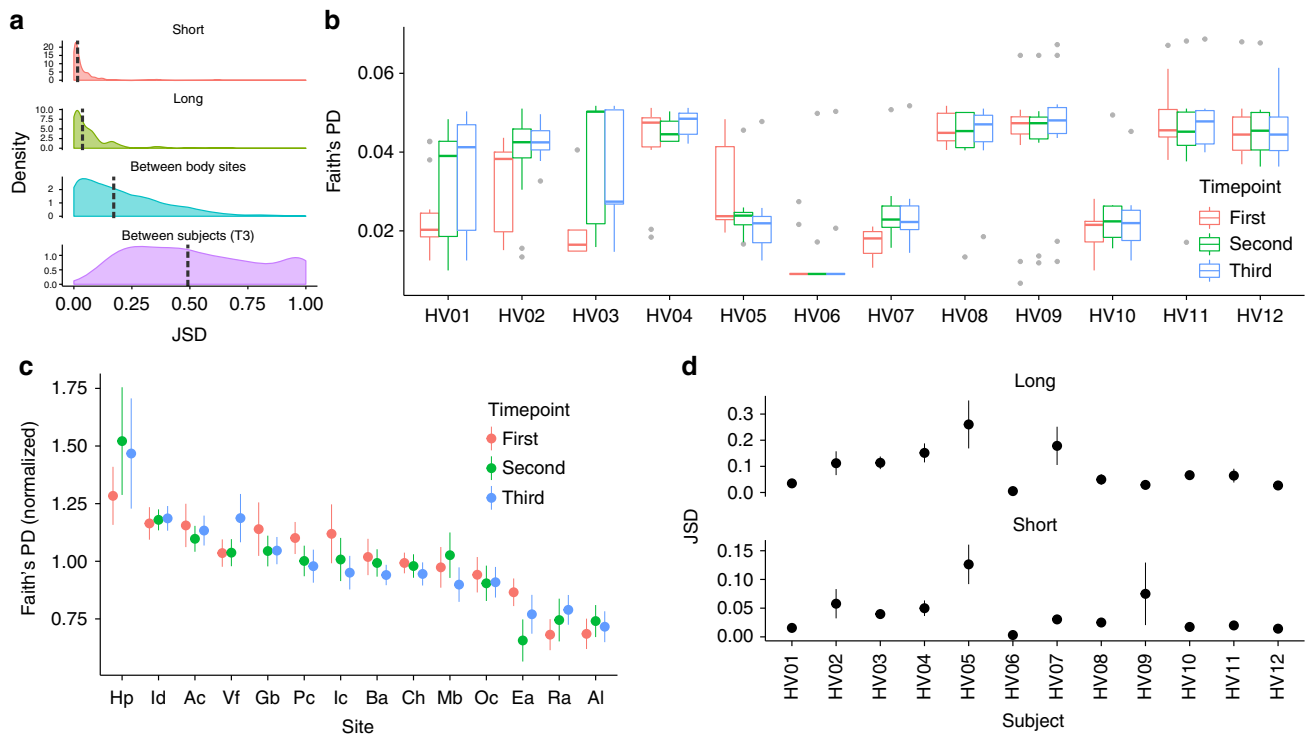 a
Short
20
15
10
5
0
Long
10.0
7.5
5.0
2.5
0.0
Between body sites
2
1
0
Between subjects (T3)
1.0
0.5
0.0
0.00 0.25 0.50 0.75 1.00
JSD
Density
b
0.06
0.04
0.02
Faith's PD
Timepoint
First
Second
Third
HV01 HV02 HV03 HV04 HV05 HV06 HV07 HV08 HV09 HV10 HV11 HV12
c
1.75
1.50
1.25
1.00
0.75
Faith's PD (normalized)
Timepoint
First
Second
Third
Hp Id Ac Vf Gb Pc Ic Ba Ch Mb Oc Ea Ra Al
Site
d
Long
0.3
0.2
0.1
0.0
JSD
Short
0.15
0.10
0.05
0.00
HV01 HV02 HV03 HV04 HV05 HV06 HV07 HV08 HV09 HV10 HV11 HV12
Subject